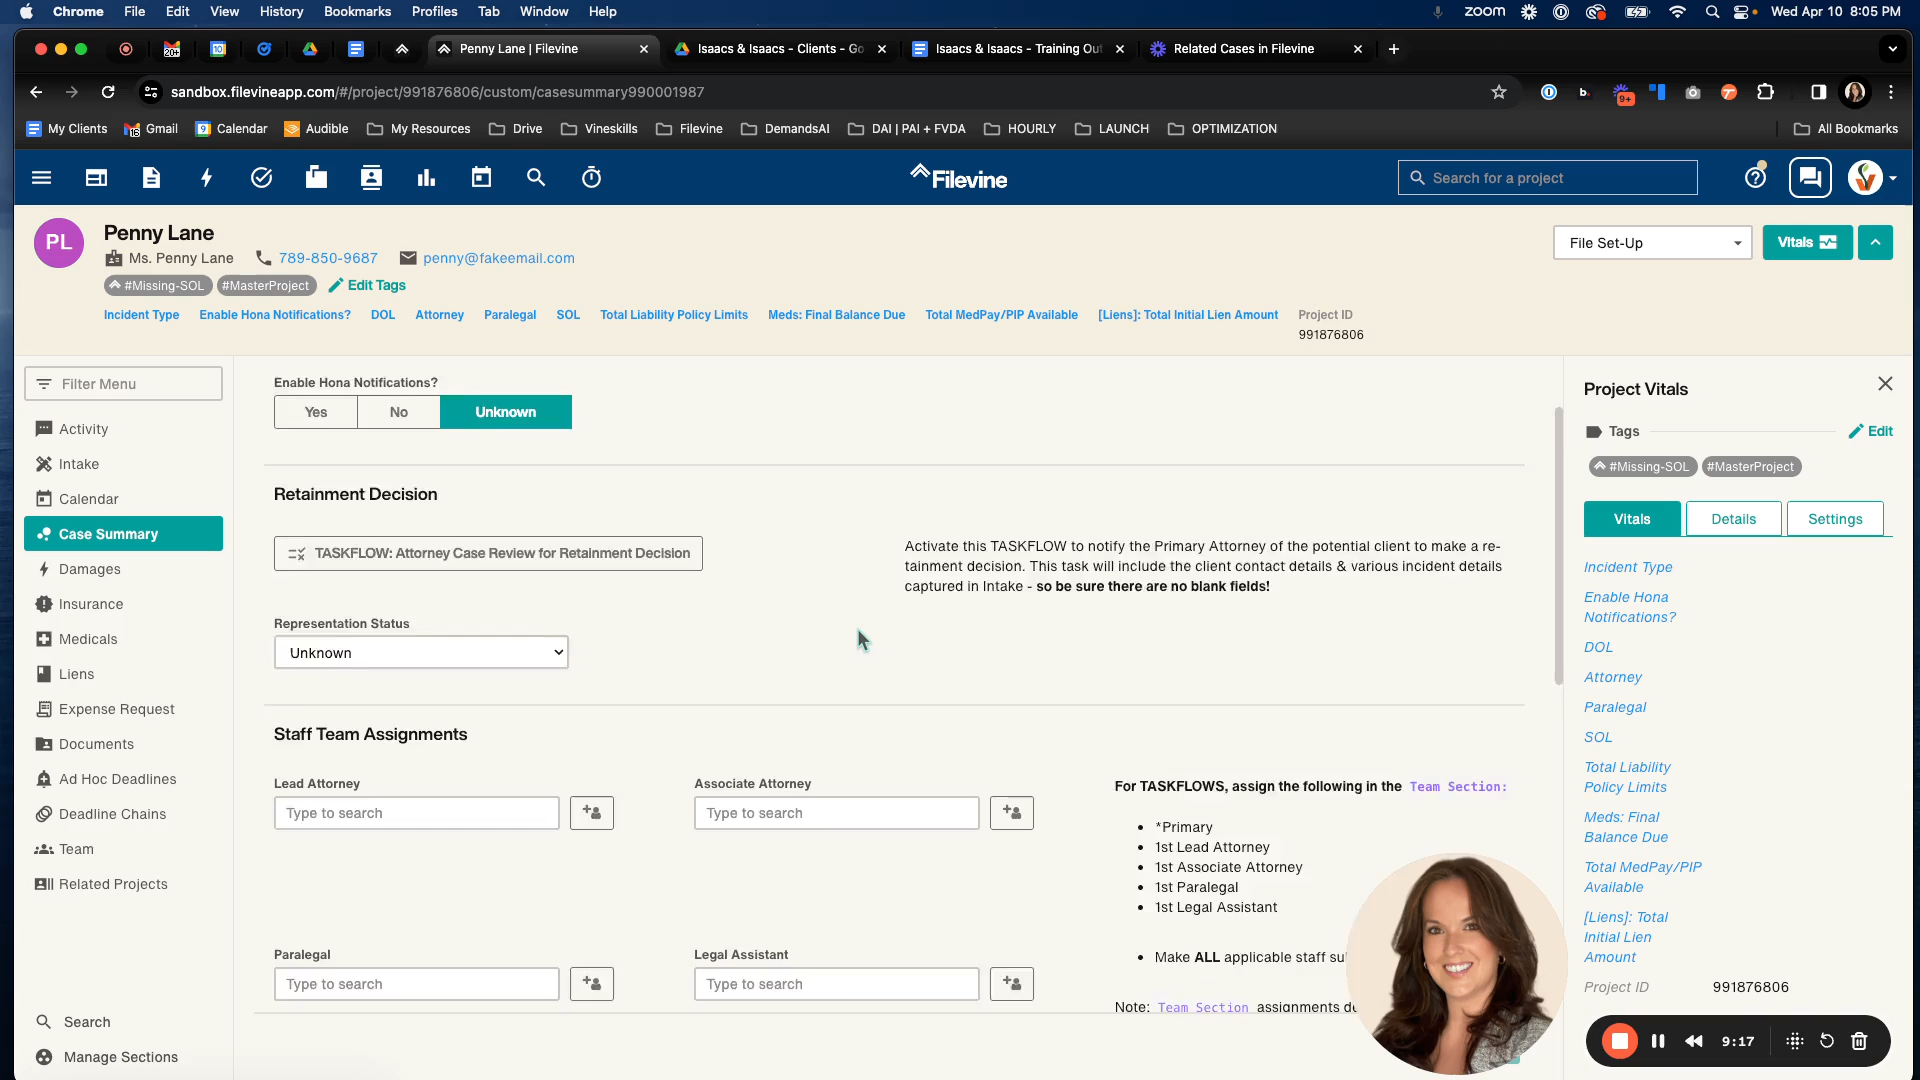 Chrome File Edit View History Bookmarks Profiles Tab Window Help
zoom Wed Apr 10 8:05 PM
20+ 10 Penny Lane | Filevine Isaacs & Isaacs - Clients - Go Isaacs & Isaacs - Training Out Related Cases in Filevine
sandbox.filevineapp.com/#/project/991876806/custom/casesummary990001987
b. 9+
My Clients 16 Gmail 9 Calendar Audible My Resources Drive Vineskills Filevine DemandsAI DAI | PAI + FVDA HOURLY LAUNCH OPTIMIZATION All Bookmarks
Filevine
Search for a project
PL
Penny Lane
Ms. Penny Lane 789-850-9687 penny@fakeemail.com
#Missing-SOL #MasterProject Edit Tags
File Set-Up
Vitals
Incident Type Enable Hona Notifications? DOL Attorney Paralegal SOL Total Liability Policy Limits Meds: Final Balance Due Total MedPay/PIP Available [Liens]: Total Initial Lien Amount Project ID
991876806
Filter Menu
Activity
Intake
Calendar
Case Summary
Damages
Insurance
Medicals
Liens
Expense Request
Documents
Ad Hoc Deadlines
Deadline Chains
Team
Related Projects
Search
Manage Sections
Enable Hona Notifications?
Yes No Unknown
Retainment Decision
TASKFLOW: Attorney Case Review for Retainment Decision
Activate this TASKFLOW to notify the Primary Attorney of the potential client to make a re-
tainment decision. This task will include the client contact details & various incident details
captured in Intake - so be sure there are no blank fields!
Representation Status
Unknown
Staff Team Assignments
Lead Attorney
Type to search
Associate Attorney
Type to search
Paralegal
Type to search
Legal Assistant
Type to search
For TASKFLOWS, assign the following in the Team Section:
*Primary
1st Lead Attorney
1st Associate Attorney
1st Paralegal
1st Legal Assistant
Make ALL applicable staff
Note: Team Section assignments
Project Vitals
Tags Edit
#Missing-SOL #MasterProject
Vitals Details Settings
Incident Type
Enable Hona
Notifications?
DOL
Attorney
Paralegal
SOL
Total Liability
Policy Limits
Meds: Final
Balance Due
Total MedPay/PIP
Available
[Liens]: Total
Initial Lien
Amount
Project ID 991876806
9:17